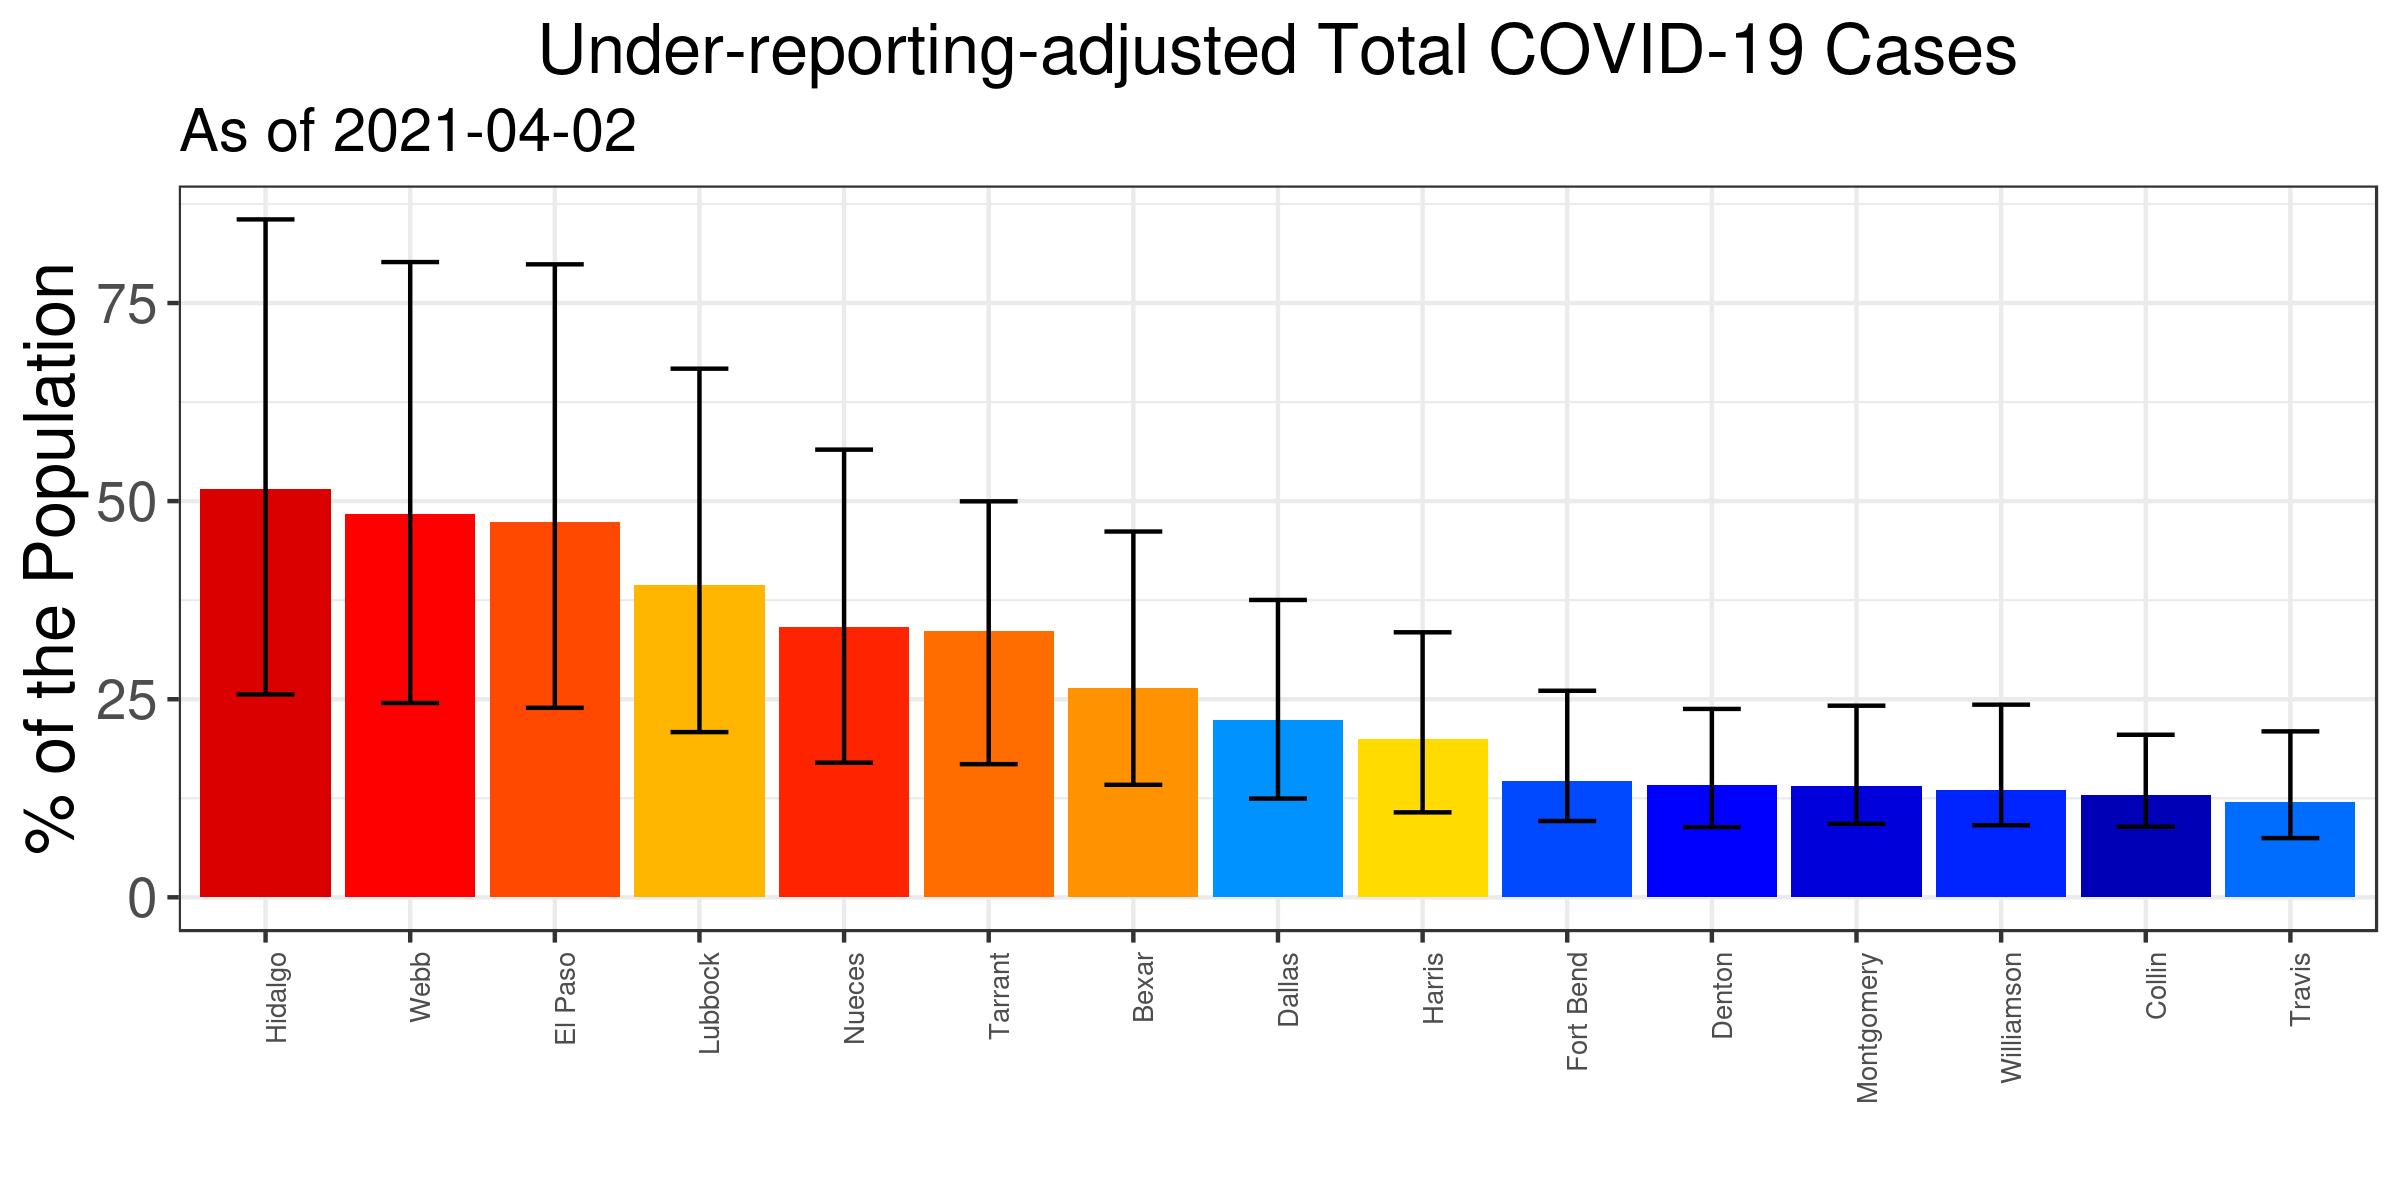 Under-reporting-adjusted Total COVID-19 Cases
As of 2021-04-02
% of the Population
75
50
25
0
Hidalgo
Webb
El Paso
Lubbock
Nueces
Tarrant
Bexar
Dallas
Harris
Fort Bend
Denton
Montgomery
Williamson
Collin
Travis